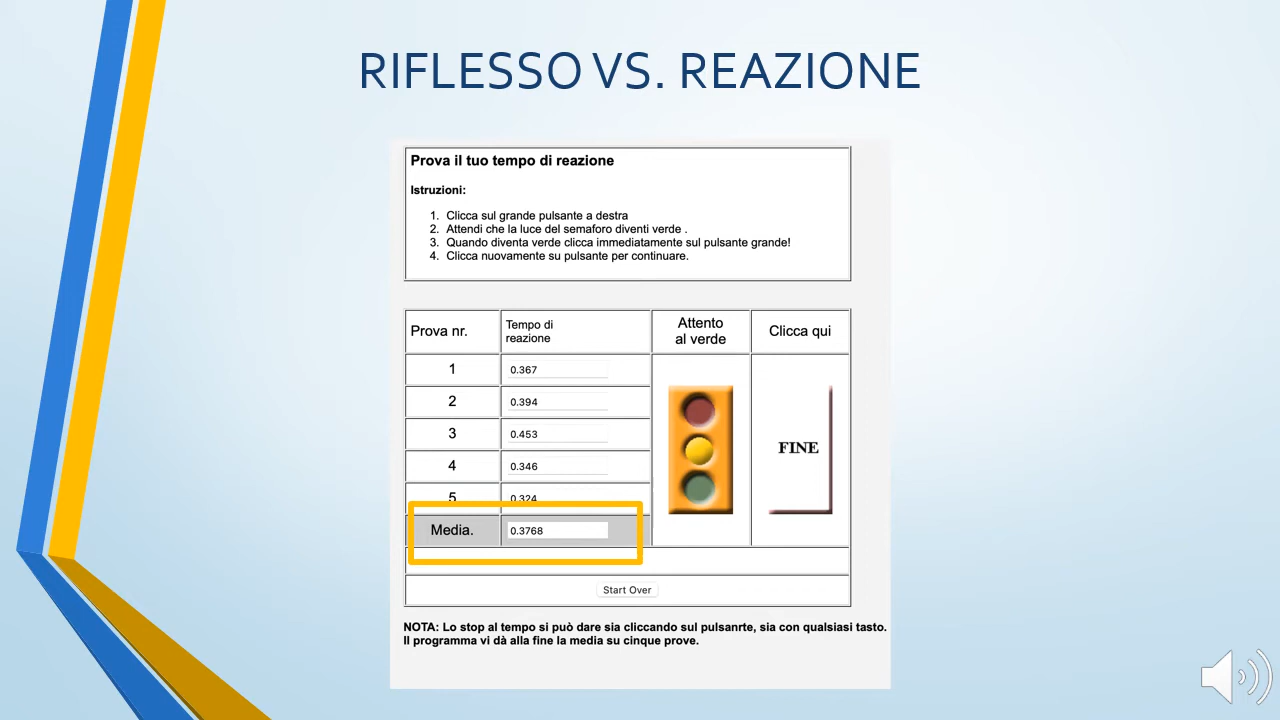 RIFLESSO VS. REAZIONE
Prova il tuo tempo di reazione
Istruzioni:
1. Clicca sul grande pulsante a destra
2. Attendi che la luce del semaforo diventi verde .
3. Quando diventa verde clicca immediatamente sul pulsante grande!
4. Clicca nuovamente su pulsante per continuare.
Prova nr.
Tempo di
reazione
Attento
al verde
Clicca qui
1 0.367
2 0.394
3 0.453
4 0.346
5 0.324
Media. 0.3768
FINE
Start Over
NOTA: Lo stop al tempo si può dare sia cliccando sul pulsanrte, sia con qualsiasi tasto.
Il programma vi dà alla fine la media su cinque prove.